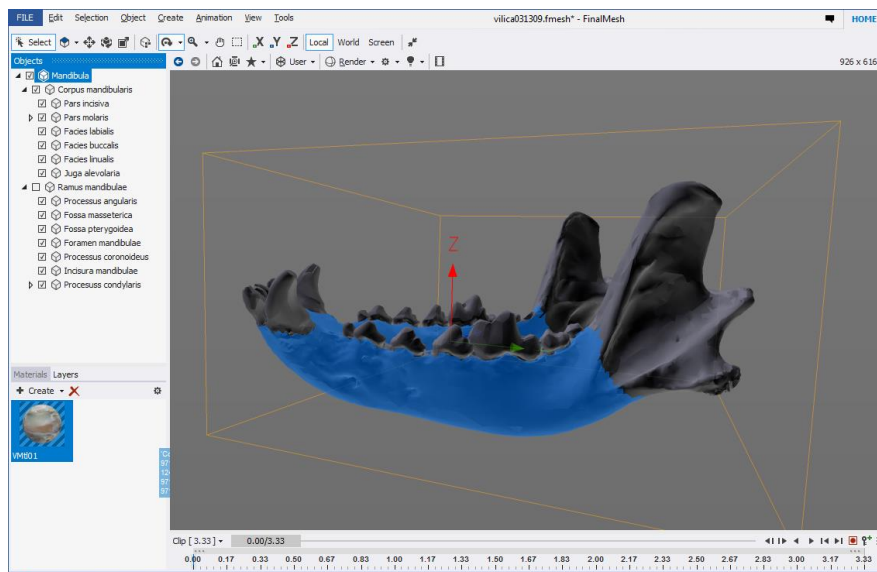 FILE Edit Selection Object Create Animation View Tools vilica031309.fmesh* - FinalMesh HOME
Select X Y Z Local World Screen
Objects User Render 926 x 616
Mandibula
Corpus mandibularis
Pars incisiva
Pars molaris
Facies labialis
Facies buccalis
Facies linualis
Juga alevolaria
Ramus mandibulae
Processus angularis
Fossa masseterica
Fossa pterygoidea
Foramen mandibulae
Processus coronoideus
Incisura mandibulae
Procesuss condylaris
Z
Materials Layers
Create
VMtl01
Clip [ 3.33 ] 0.00/3.33
0.00 0.17 0.33 0.50 0.67 0.83 1.00 1.17 1.33 1.50 1.67 1.83 2.00 2.17 2.33 2.50 2.67 2.83 3.00 3.17 3.33